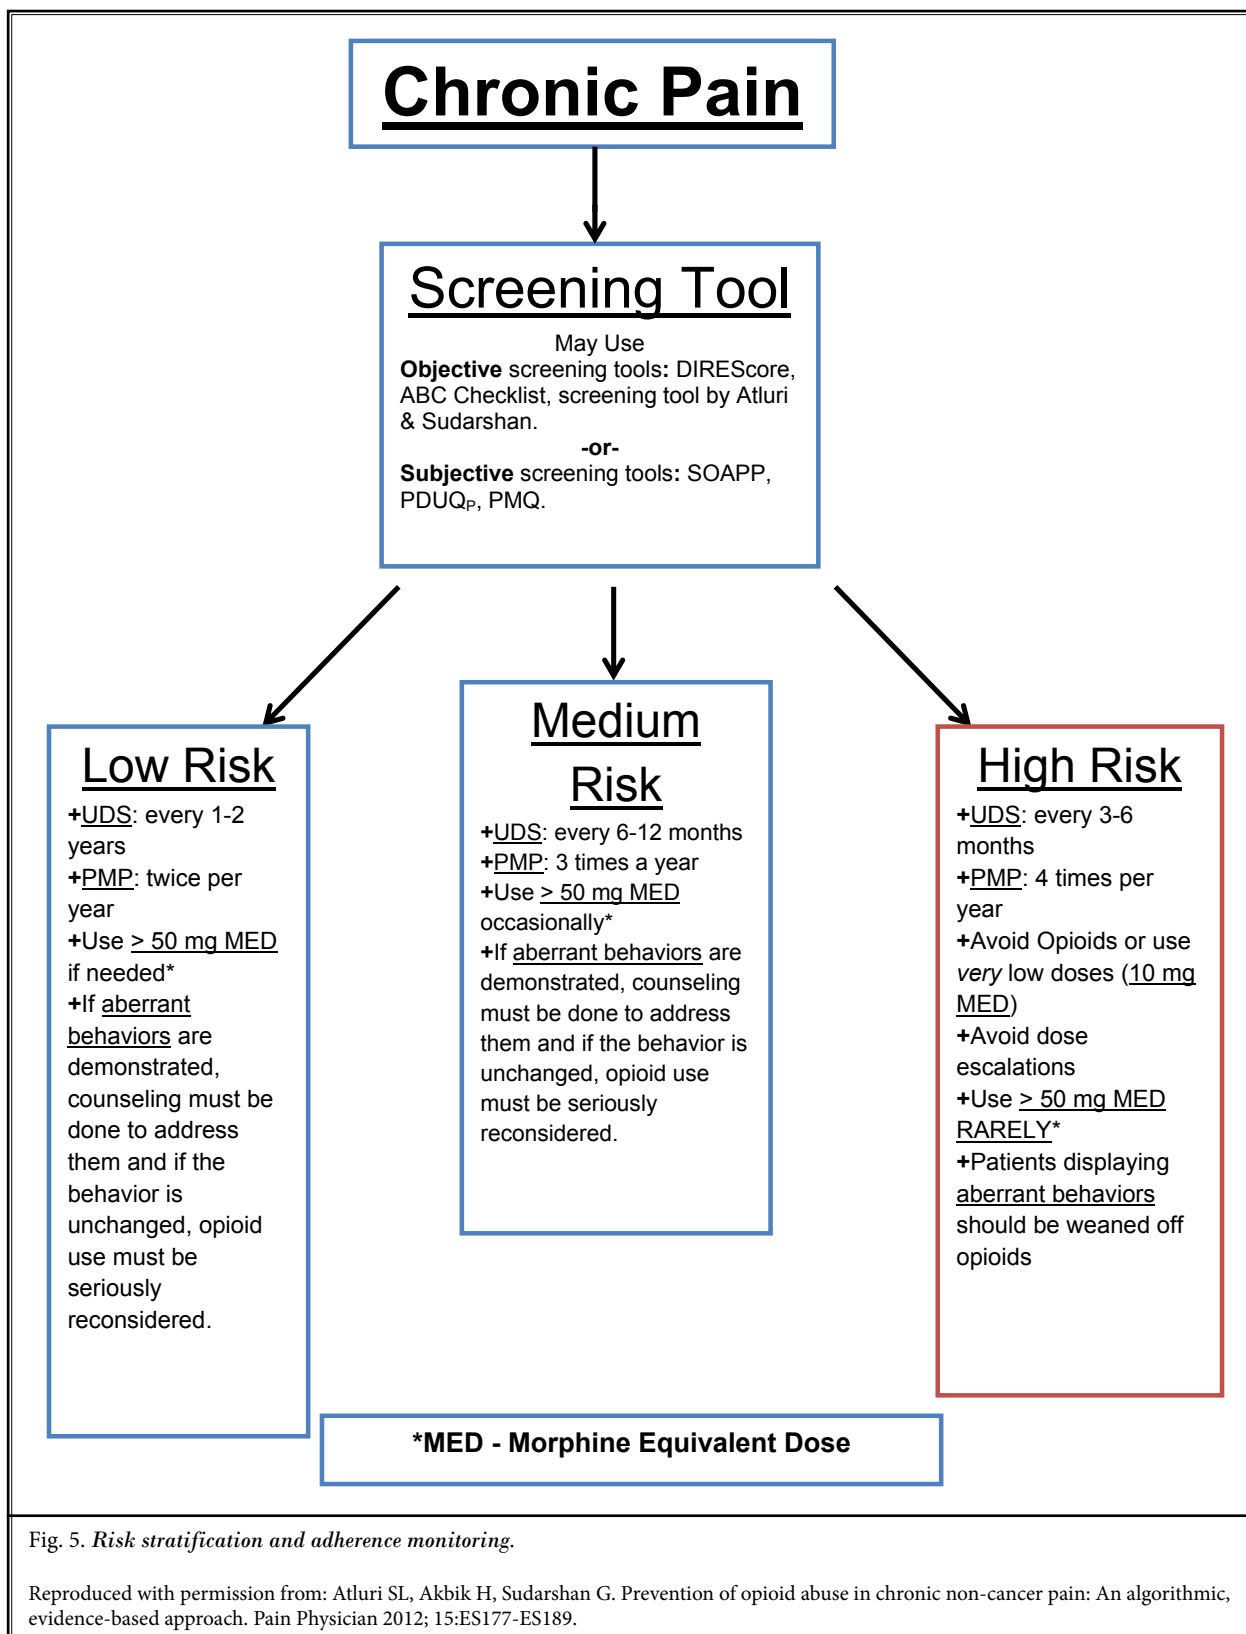 Chronic Pain
Screening Tool
May Use
Objective screening tools: DIREScore,
ABC Checklist, screening tool by Atluri
& Sudarshan.
-or-
Subjective screening tools: SOAPP,
PDUQP, PMQ.
Low Risk
+UDS: every 1-2
years
+PMP: twice per
year
+Use > 50 mg MED
if needed*
+If aberrant
behaviors are
demonstrated,
counseling must be
done to address
them and if the
behavior is
unchanged, opioid
use must be
seriously
reconsidered.
Medium
Risk
+UDS: every 6-12 months
+PMP: 3 times a year
+Use > 50 mg MED
occasionally*
+If aberrant behaviors are
demonstrated, counseling
must be done to address
them and if the behavior is
unchanged, opioid use
must be seriously
reconsidered.
High Risk
+UDS: every 3-6
months
+PMP: 4 times per
year
+Avoid Opioids or use
very low doses (10 mg
MED)
+Avoid dose
escalations
+Use > 50 mg MED
RARELY*
+Patients displaying
aberrant behaviors
should be weaned off
opioids
*MED - Morphine Equivalent Dose
Fig. 5. Risk stratification and adherence monitoring.
Reproduced with permission from: Atluri SL, Akbik H, Sudarshan G. Prevention of opioid abuse in chronic non-cancer pain: An algorithmic,
evidence-based approach. Pain Physician 2012; 15:ES177-ES189.